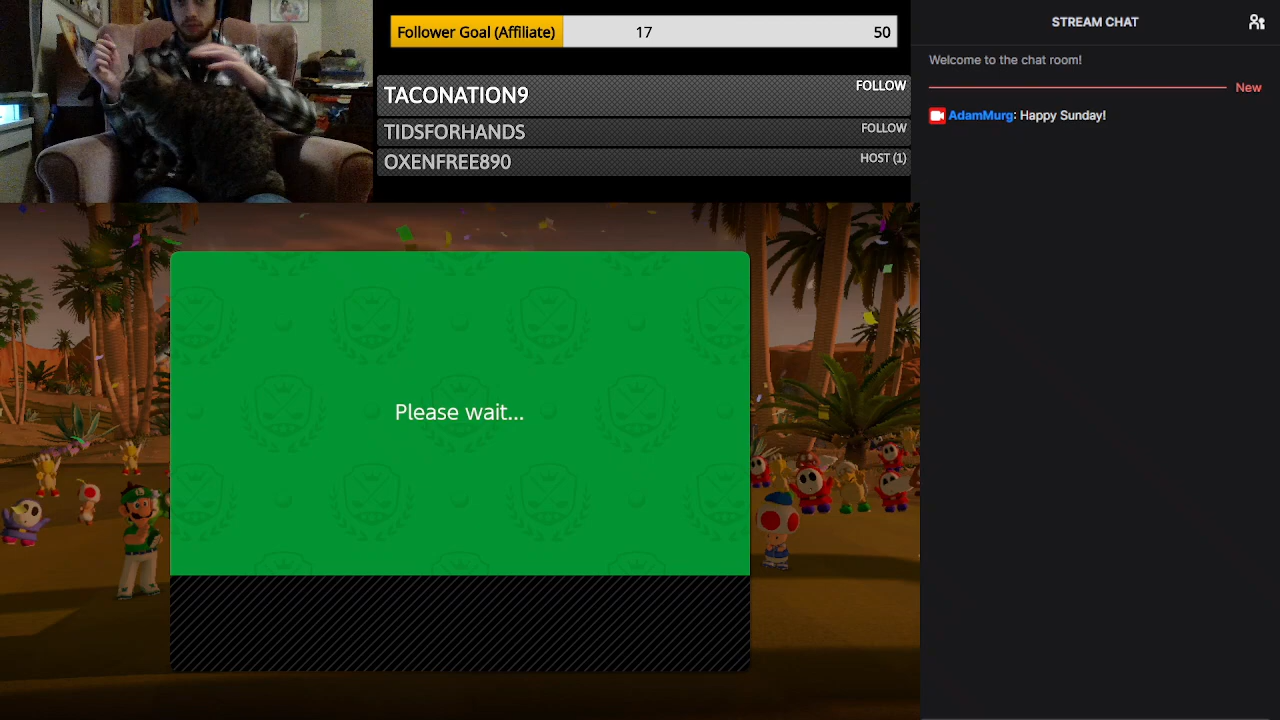 Follower Goal (Affiliate) 17 50
TACONATION9 FOLLOW
TIDSFORHANDS FOLLOW
OXENFREE890 HOST (1)
STREAM CHAT
Welcome to the chat room!
New
AdamMurg: Happy Sunday!
Please wait...